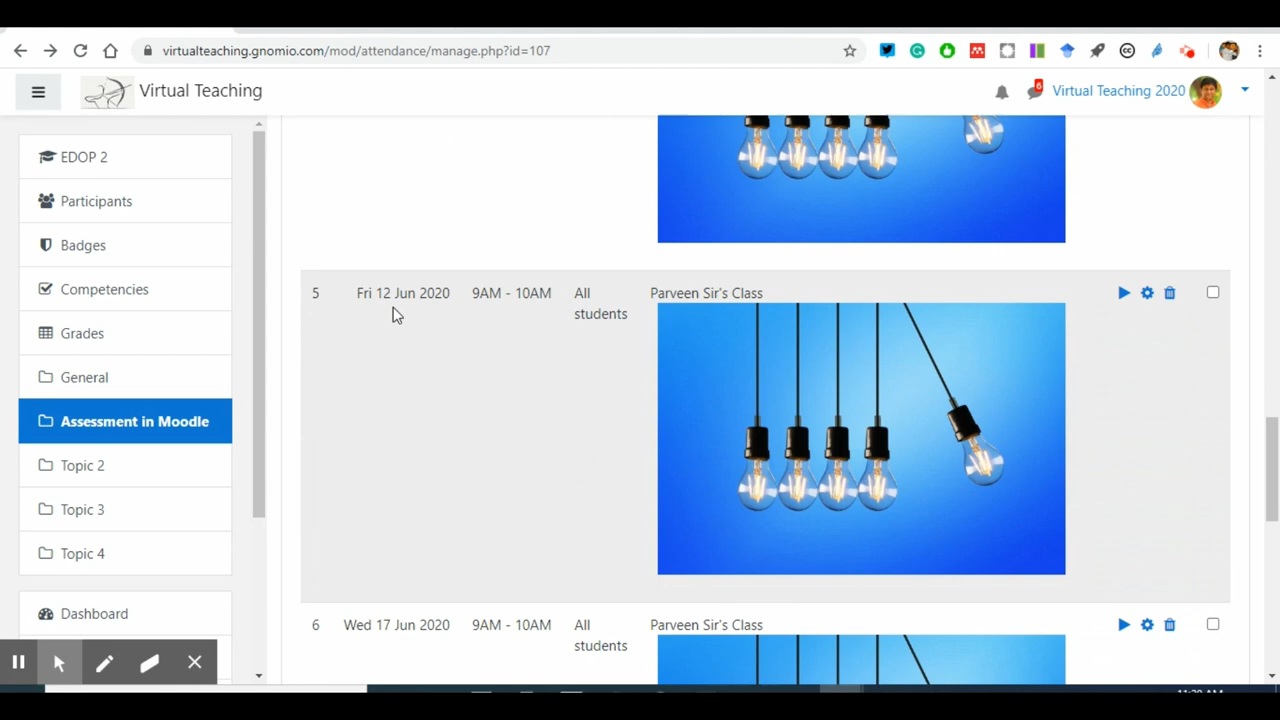 virtualteaching.gnomio.com/mod/attendance/manage.php?id=107
Virtual Teaching
6
Virtual Teaching 2020
EDOP 2
Participants
Badges
Competencies
Grades
General
Assessment in Moodle
Topic 2
Topic 3
Topic 4
Dashboard
5 Fri 12 Jun 2020 9AM - 10AM All students Parveen Sir's Class
6 Wed 17 Jun 2020 9AM - 10AM All students Parveen Sir's Class